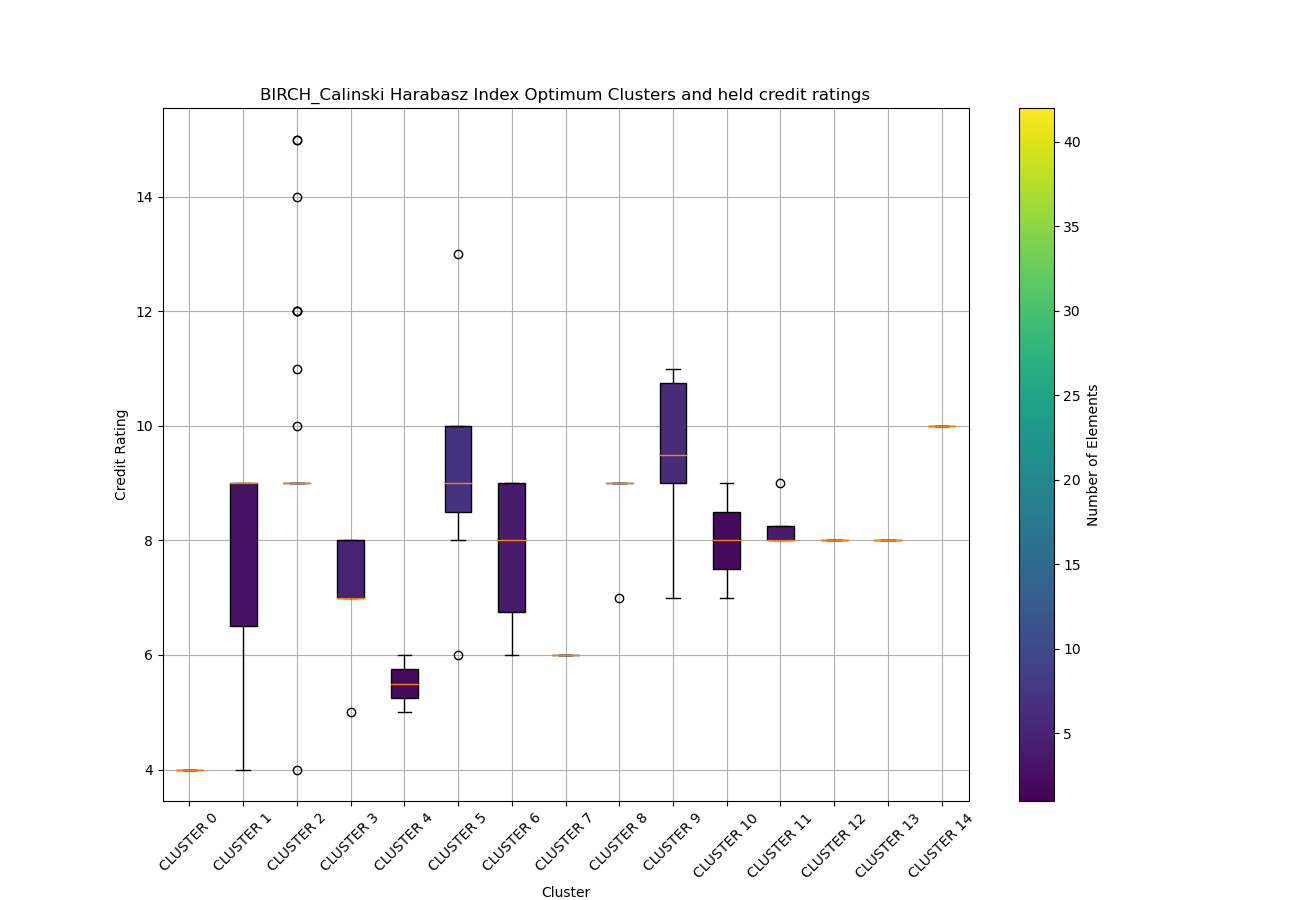 BIRCH_Calinski Harabasz Index Optimum Clusters and held credit ratings
14
12
10
8
6
4
Credit Rating
CLUSTER 0
CLUSTER 1
CLUSTER 2
CLUSTER 3
CLUSTER 4
CLUSTER 5
CLUSTER 6
CLUSTER 7
CLUSTER 8
CLUSTER 9
CLUSTER 10
CLUSTER 11
CLUSTER 12
CLUSTER 13
CLUSTER 14
Cluster
40
35
30
25
20
15
10
5
Number of Elements